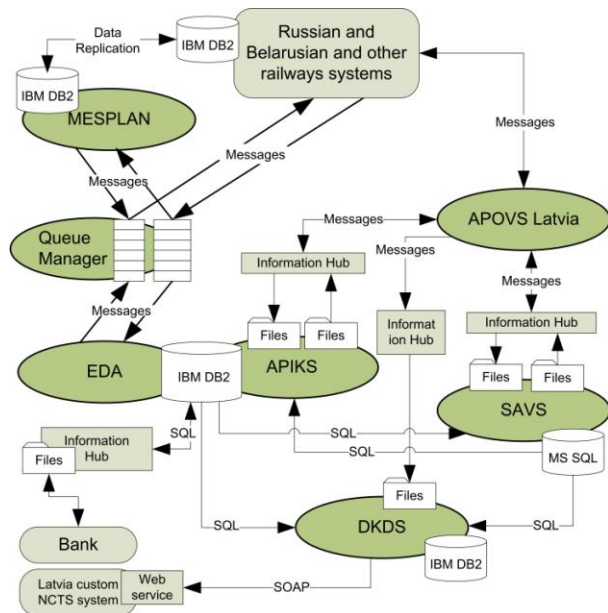 Data
Replication
IBM DB2
Russian and
Belarusian and other
railways systems
IBM DB2
MESPLAN
Messages
Messages
Messages
Queue
Manager
Messages
APOVS Latvia
Messages
Information Hub
Messages
Messages
Informat
ion Hub
Information Hub
Files
Files
Files
Files
EDA
IBM DB2
APIKS
SAVS
SQL
Information
Hub
Files
SQL
SQL
MS SQL
Files
SQL
DKDS
SQL
IBM DB2
Bank
Latvia custom
NCTS system
Web
service
SOAP